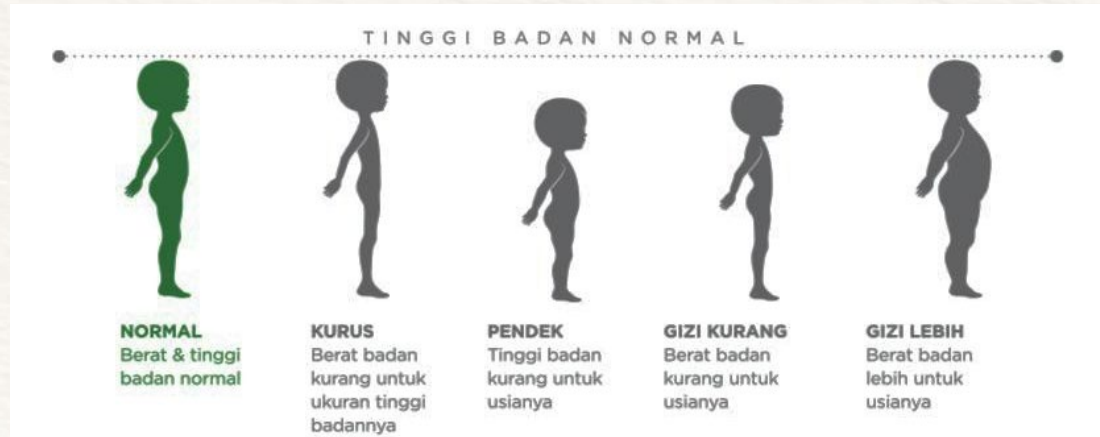 TINGGI BADAN NORMAL
NORMAL
Berat & tinggi
badan normal
KURUS
Berat badan
kurang untuk
ukuran tinggi
badannya
PENDEK
Tinggi badan
kurang untuk
usianya
GIZI KURANG
Berat badan
kurang untuk
usianya
GIZI LEBIH
Berat badan
lebih untuk
usianya